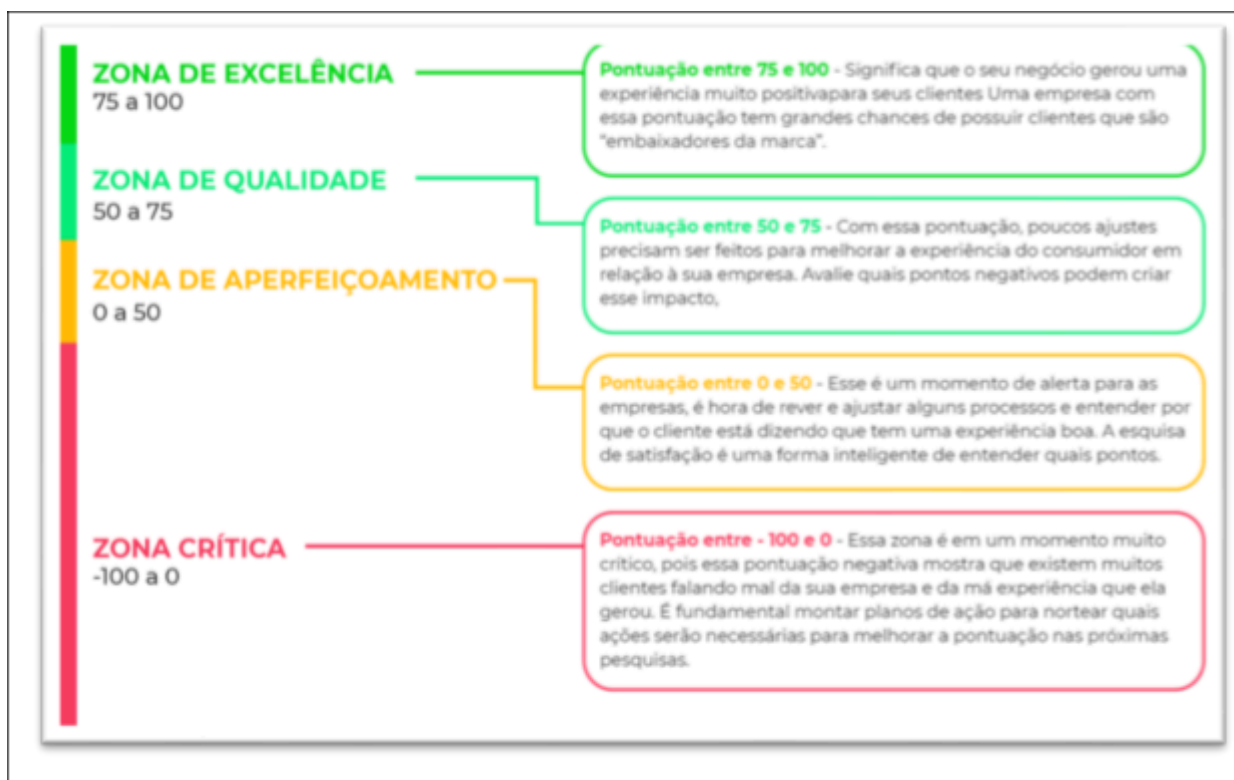 ZONA DE EXCELÊNCIA
75 a 100
Pontuação entre 75 e 100 - Significa que o seu negócio gerou uma
experiência muito positivapara seus clientes Uma empresa com
essa pontuação tem grandes chances de possuir clientes que são
"embaixadores da marca".
ZONA DE QUALIDADE
50 a 75
Pontuação entre 50 e 75 - Com essa pontuação, poucos ajustes
precisam ser feitos para melhorar a experiência do consumidor em
relação à sua empresa. Avalie quais pontos negativos podem criar
esse impacto,
ZONA DE APERFEIÇOAMENTO
0 a 50
Pontuação entre 0 e 50 - Esse é um momento de alerta para as
empresas, é hora de rever e ajustar alguns processos e entender por
que o cliente está dizendo que tem uma experiência boa. A esquisa
de satisfação é uma forma inteligente de entender quais pontos.
ZONA CRÍTICA
-100 a 0
Pontuação entre - 100 e 0 - Essa zona é em um momento muito
crítico, pois essa pontuação negativa mostra que existem muitos
clientes falando mal da sua empresa e da má experiência que ela
gerou. É fundamental montar planos de ação para nortear quais
ações serão necessárias para melhorar a pontuação nas próximas
pesquisas.